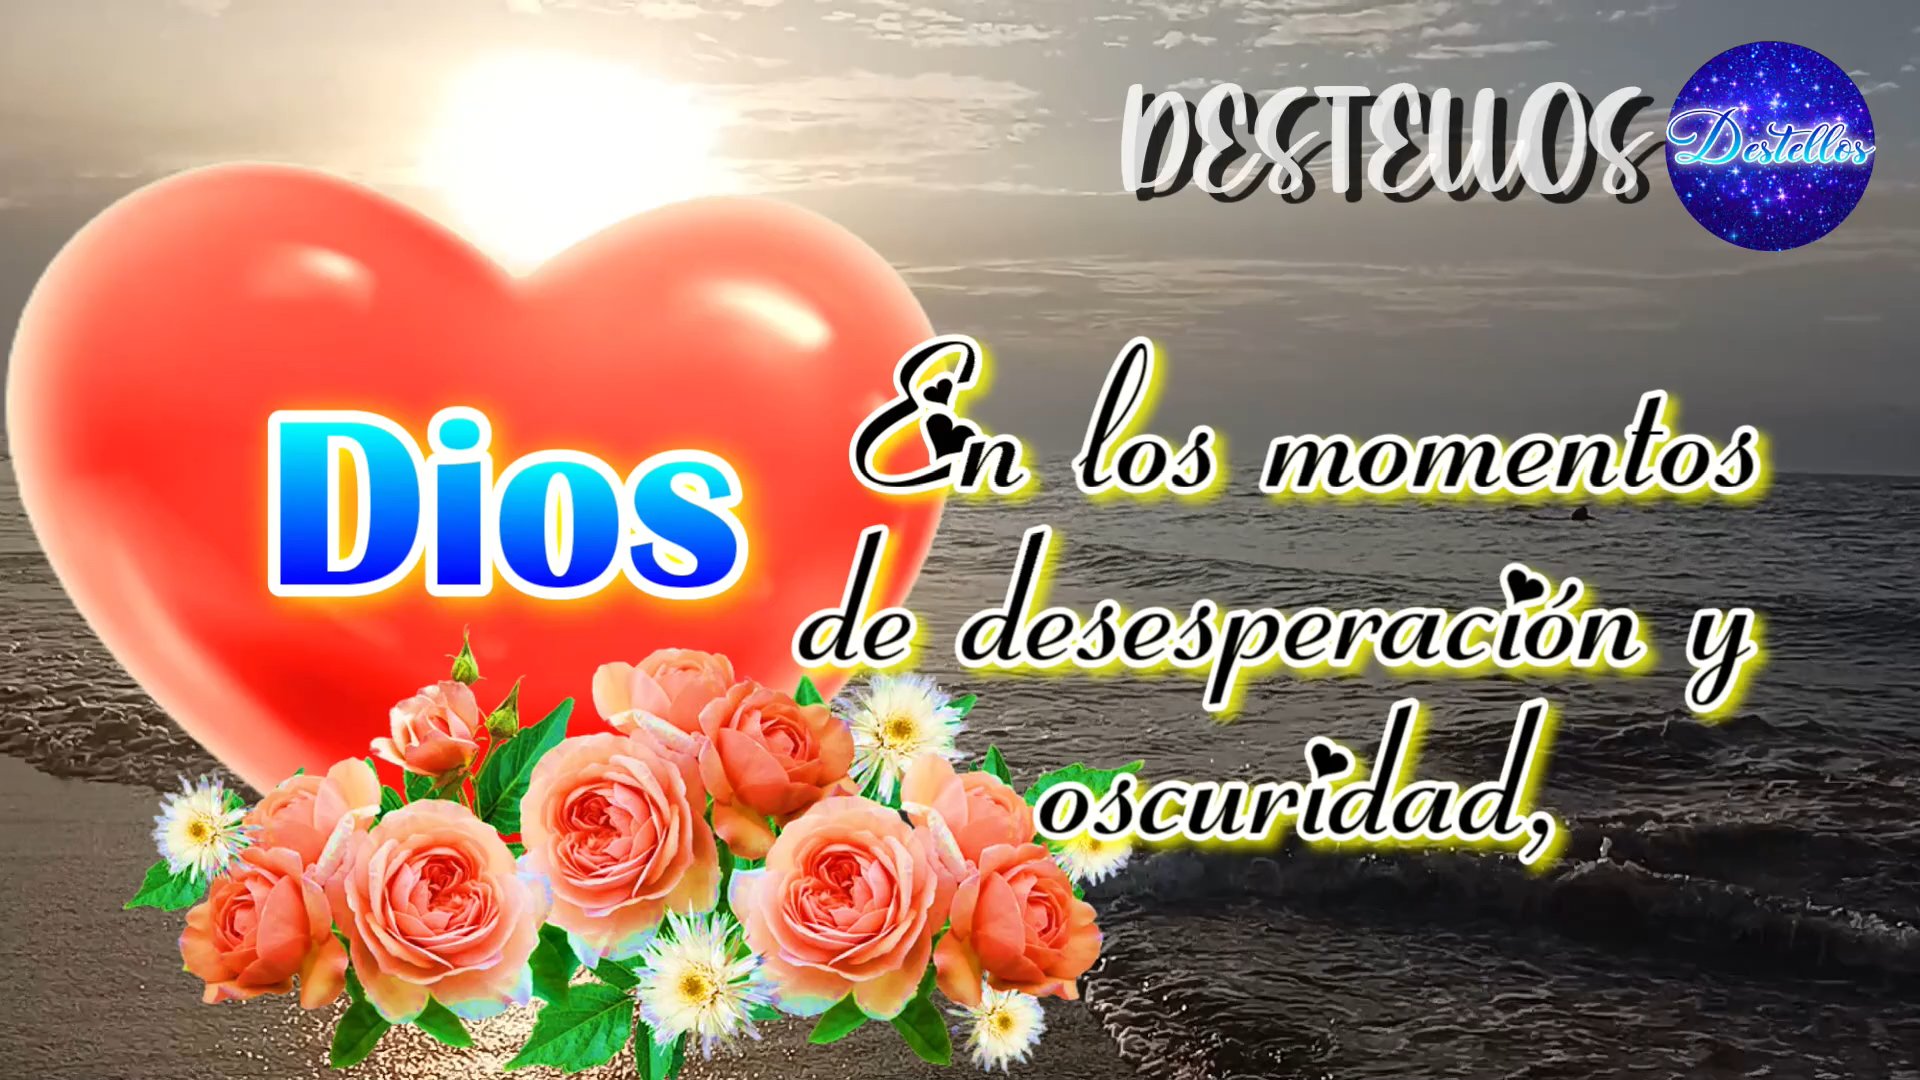 DESTELLOS
Destellos
Dios
En los momentos
de desesperación y
oscuridad,